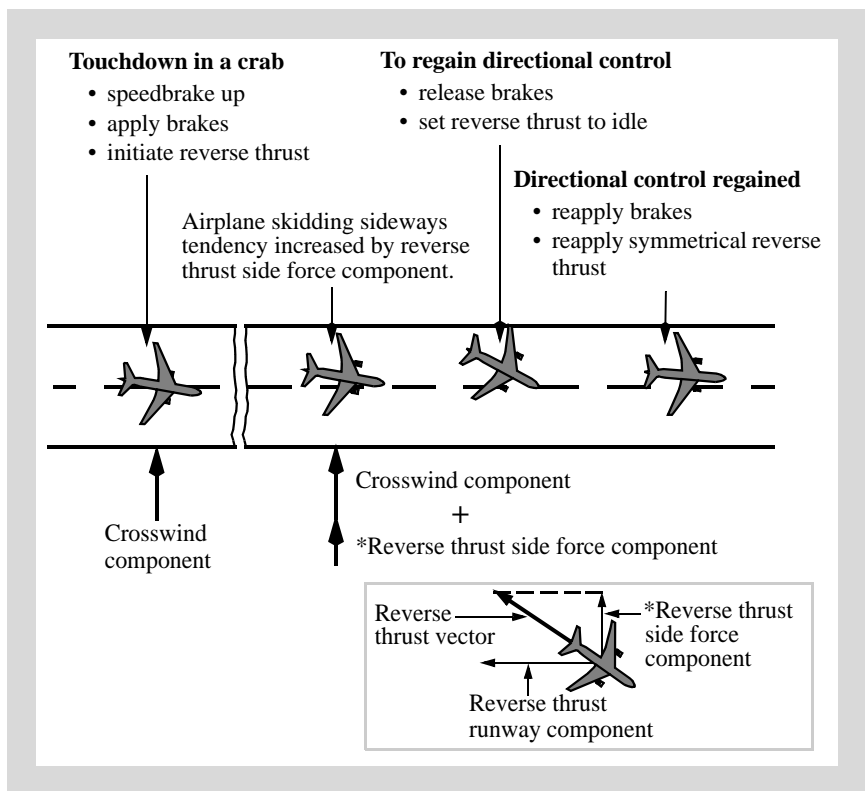 Touchdown in a crab
• speedbrake up
• apply brakes
• initiate reverse thrust
To regain directional control
• release brakes
• set reverse thrust to idle
Directional control regained
• reapply brakes
• reapply symmetrical reverse
thrust
Airplane skidding sideways
tendency increased by reverse
thrust side force component.
Crosswind
component
Crosswind component
+
*Reverse thrust side force component
Reverse
thrust vector
*Reverse thrust
side force
component
Reverse thrust
runway component